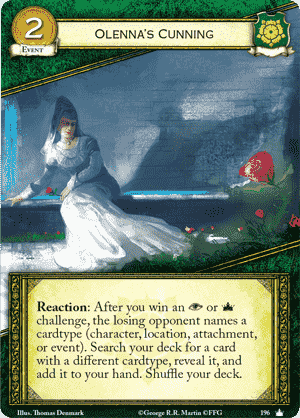 2
EVENT
OLENNA'S CUNNING
Reaction: After you win an or
challenge, the losing opponent names a
cardtype (character, location, attachment,
or event). Search your deck for a card
with a different cardtype, reveal it, and
add it to your hand. Shuffle your deck.
Illus. Thomas Denmark ©George R.R. Martin ©FFG 196